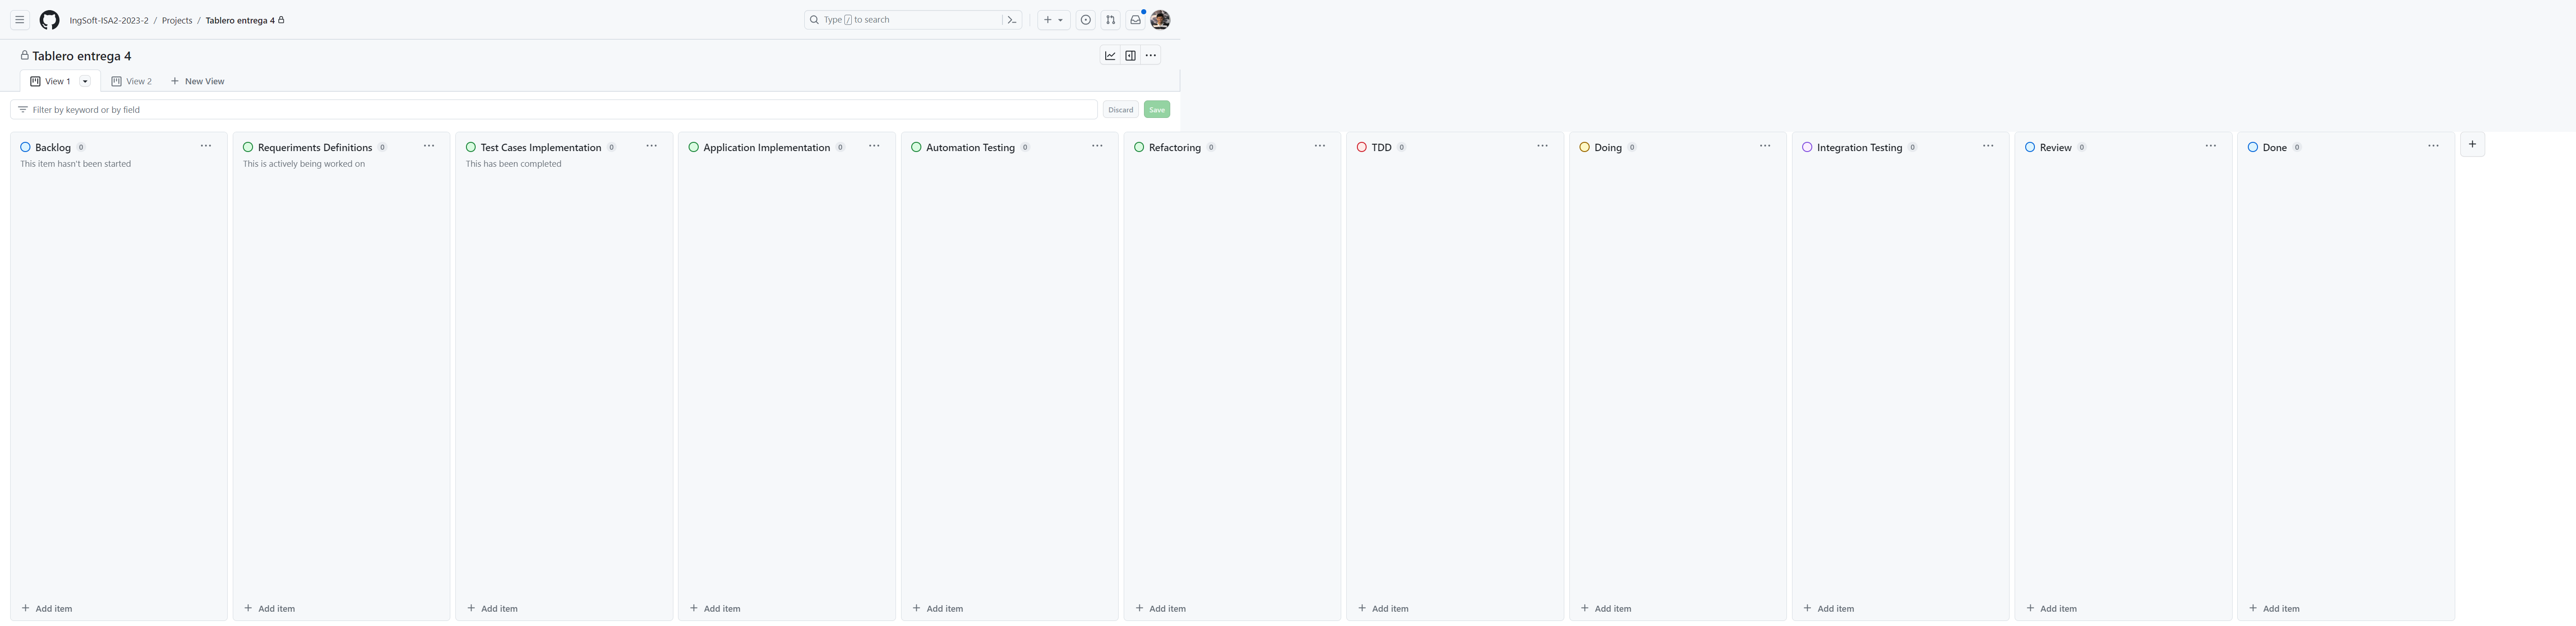 IngSoft-ISA2-2023-2 / Projects / Tablero entrega 4
Type / to search
Tablero entrega 4
View 1
View 2
New View
Filter by keyword or by field
Discard
Save
Backlog 0
This item hasn't been started
Requeriments Definitions 0
This is actively being worked on
Test Cases Implementation 0
This has been completed
Application Implementation 0
Automation Testing 0
Refactoring 0
TDD 0
Doing 0
Integration Testing 0
Review 0
Done 0
Add item
Add item
Add item
Add item
Add item
Add item
Add item
Add item
Add item
Add item
Add item